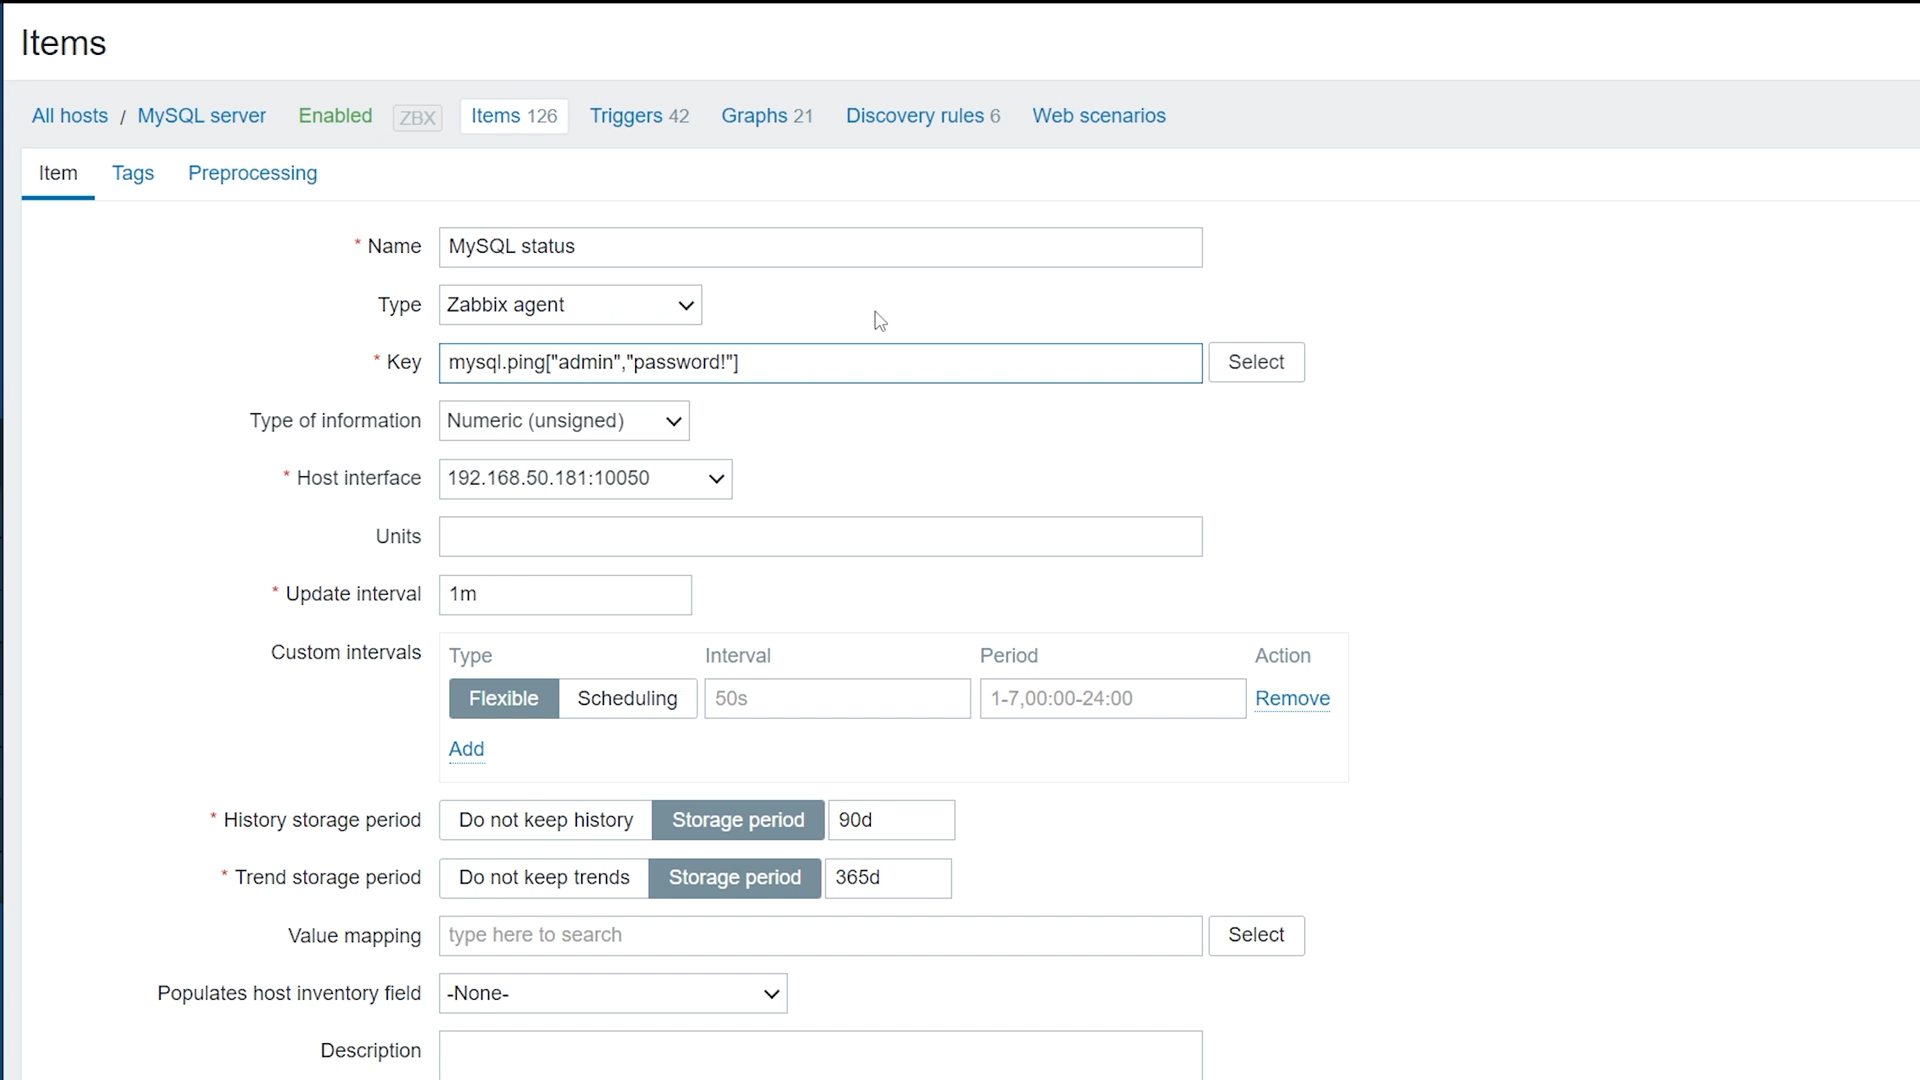 Items
All hosts / MySQL server Enabled ZBX Items 126 Triggers 42 Graphs 21 Discovery rules 6 Web scenarios
Item Tags Preprocessing
* Name MySQL status
Type Zabbix agent
* Key mysql.ping["admin","password!"] Select
Type of information Numeric (unsigned)
* Host interface 192.168.50.181:10050
Units
* Update interval 1m
Custom intervals Type Interval Period Action
Flexible Scheduling 50s 1-7,00:00-24:00 Remove
Add
* History storage period Do not keep history Storage period 90d
* Trend storage period Do not keep trends Storage period 365d
Value mapping type here to search Select
Populates host inventory field -None-
Description